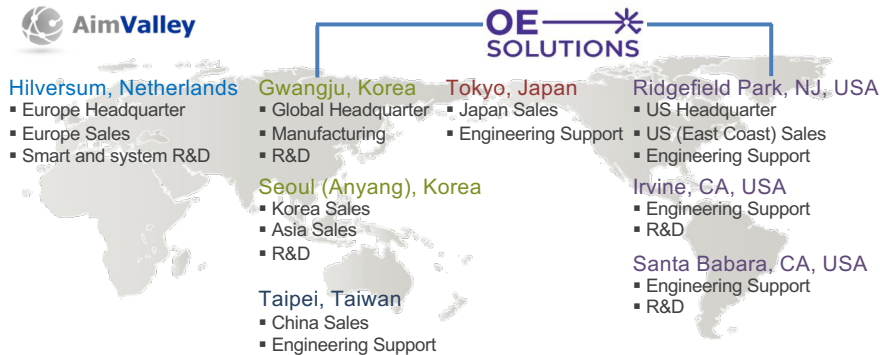 AimValley
OE
SOLUTIONS
Hilversum, Netherlands
▪ Europe Headquarter
▪ Europe Sales
▪ Smart and system R&D
Gwangju, Korea
▪ Global Headquarter
▪ Manufacturing
▪ R&D
Seoul (Anyang), Korea
▪ Korea Sales
▪ Asia Sales
▪ R&D
Taipei, Taiwan
▪ China Sales
▪ Engineering Support
Tokyo, Japan
▪ Japan Sales
▪ Engineering Support
Ridgefield Park, NJ, USA
▪ US Headquarter
▪ US (East Coast) Sales
▪ Engineering Support
Irvine, CA, USA
▪ Engineering Support
▪ R&D
Santa Babara, CA, USA
▪ Engineering Support
▪ R&D